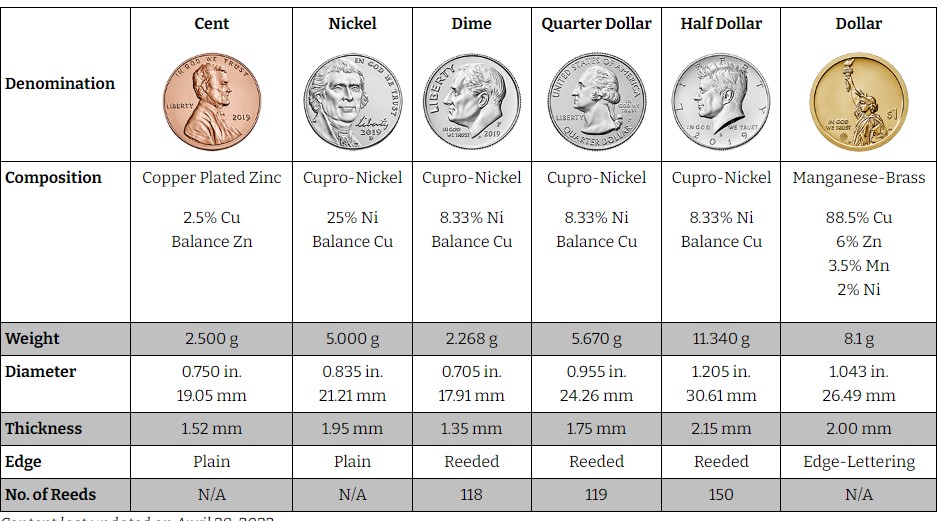 Cent Nickel Dime Quarter Dollar Half Dollar Dollar
Denomination
IN GOD WE TRUST
LIBERTY
2019
IN GOD WE TRUST
Liberty
2019
D
LIBERTY
IN GOD
WE TRUST
P
2019
UNITED STATES OF AMERICA
LIBERTY
IN GOD
WE
TRUST
QUARTER DOLLAR
LIBERTY
IN GOD WE TRUST
2019
IN GOD
WE TRUST
$1
Composition Copper Plated Zinc Cupro-Nickel Cupro-Nickel Cupro-Nickel Cupro-Nickel Manganese-Brass
2.5% Cu 25% Ni 8.33% Ni 8.33% Ni 8.33% Ni 88.5% Cu
Balance Zn Balance Cu Balance Cu Balance Cu Balance Cu 6% Zn
3.5% Mn
2% Ni
Weight 2.500 g 5.000 g 2.268 g 5.670 g 11.340 g 8.1 g
Diameter 0.750 in. 0.835 in. 0.705 in. 0.955 in. 1.205 in. 1.043 in.
19.05 mm 21.21 mm 17.91 mm 24.26 mm 30.61 mm 26.49 mm
Thickness 1.52 mm 1.95 mm 1.35 mm 1.75 mm 2.15 mm 2.00 mm
Edge Plain Plain Reeded Reeded Reeded Edge-Lettering
No. of Reeds N/A N/A 118 119 150 N/A
Content last updated on April